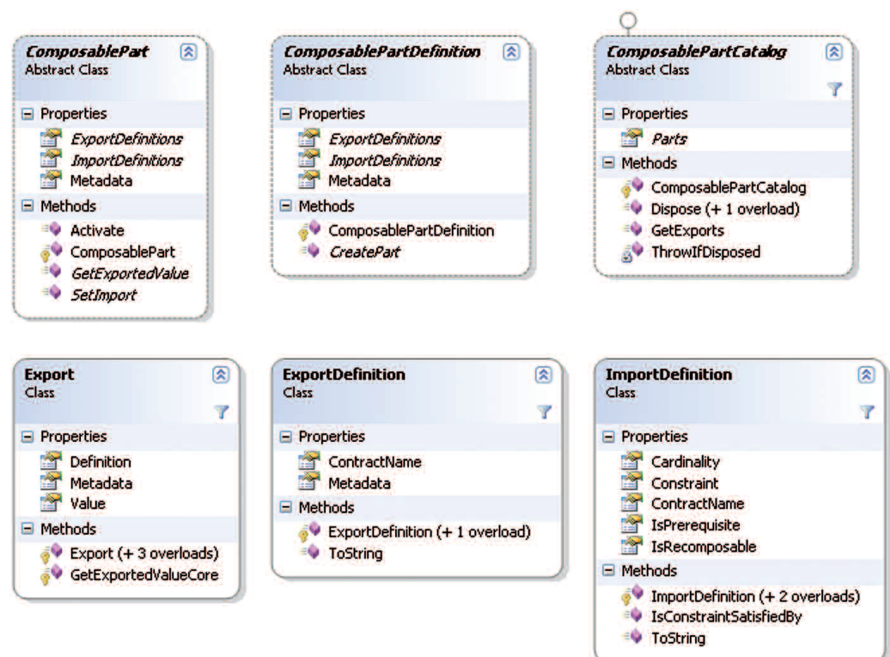 ComposablePart
Abstract Class
Properties
ExportDefinitions
ImportDefinitions
Metadata
Methods
Activate
ComposablePart
GetExportedValue
SetImport
ComposablePartDefinition
Abstract Class
Properties
ExportDefinitions
ImportDefinitions
Metadata
Methods
ComposablePartDefinition
CreatePart
ComposablePartCatalog
Abstract Class
Properties
Parts
Methods
ComposablePartCatalog
Dispose (+ 1 overload)
GetExports
ThrowIfDisposed
Export
Class
Properties
Definition
Metadata
Value
Methods
Export (+ 3 overloads)
GetExportedValueCore
ExportDefinition
Class
Properties
ContractName
Metadata
Methods
ExportDefinition (+ 1 overload)
ToString
ImportDefinition
Class
Properties
Cardinality
Constraint
ContractName
IsPrerequisite
IsRecomposable
Methods
ImportDefinition (+ 2 overloads)
IsConstraintSatisfiedBy
ToString